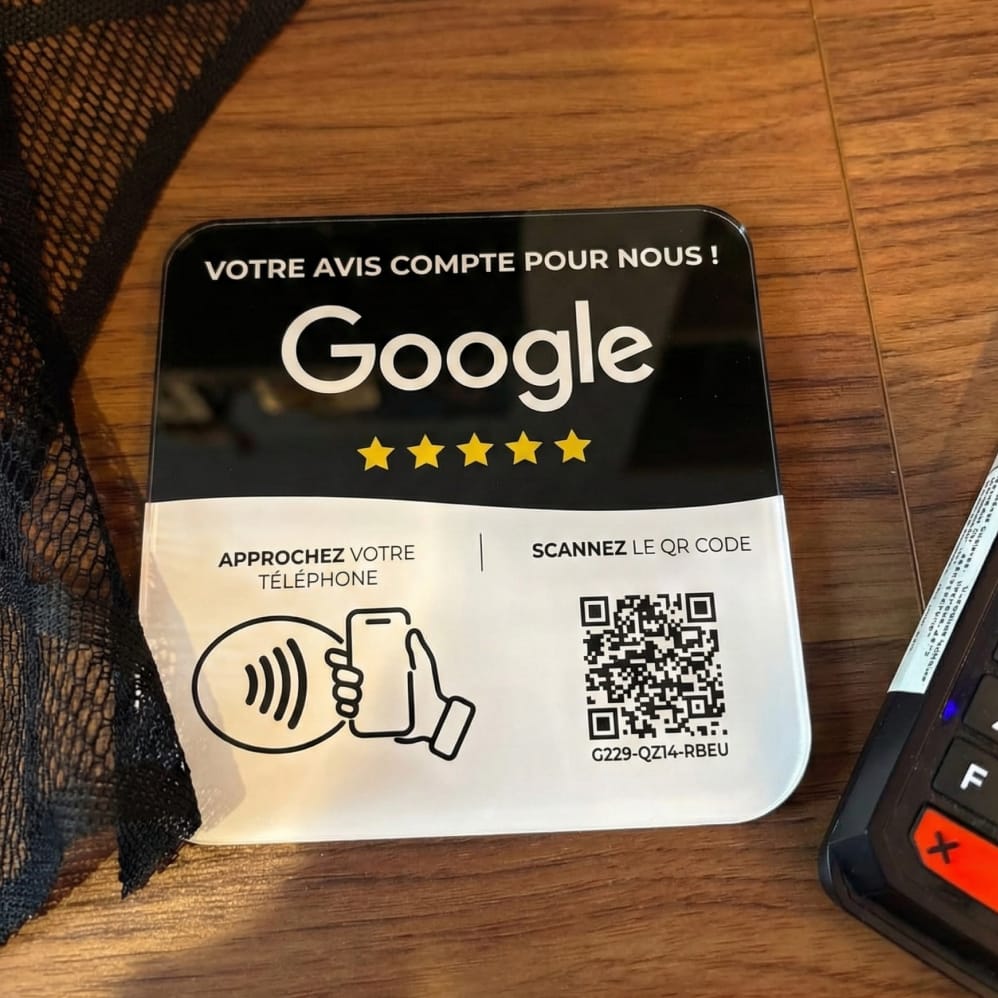 VOTRE AVIS COMPTE POUR NOUS !
Google
APPROCHEZ VOTRE
TÉLÉPHONE
SCANNEZ LE QR CODE
G229-QZ14-RBEU
F
X